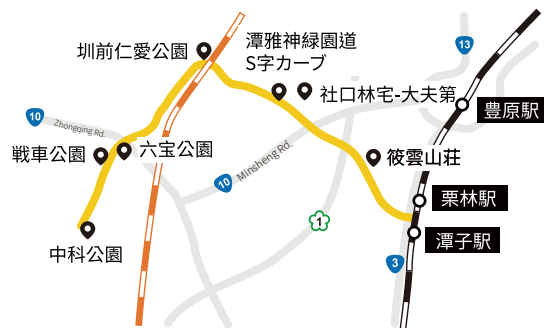 圳前仁愛公園
潭雅神緑園道
S字カーブ
13
社口林宅-大夫第
豊原駅
10
Zhongqing Rd.
戦車公園
六宝公園
筱雲山荘
10
Minsheng Rd.
栗林駅
1
潭子駅
中科公園
3